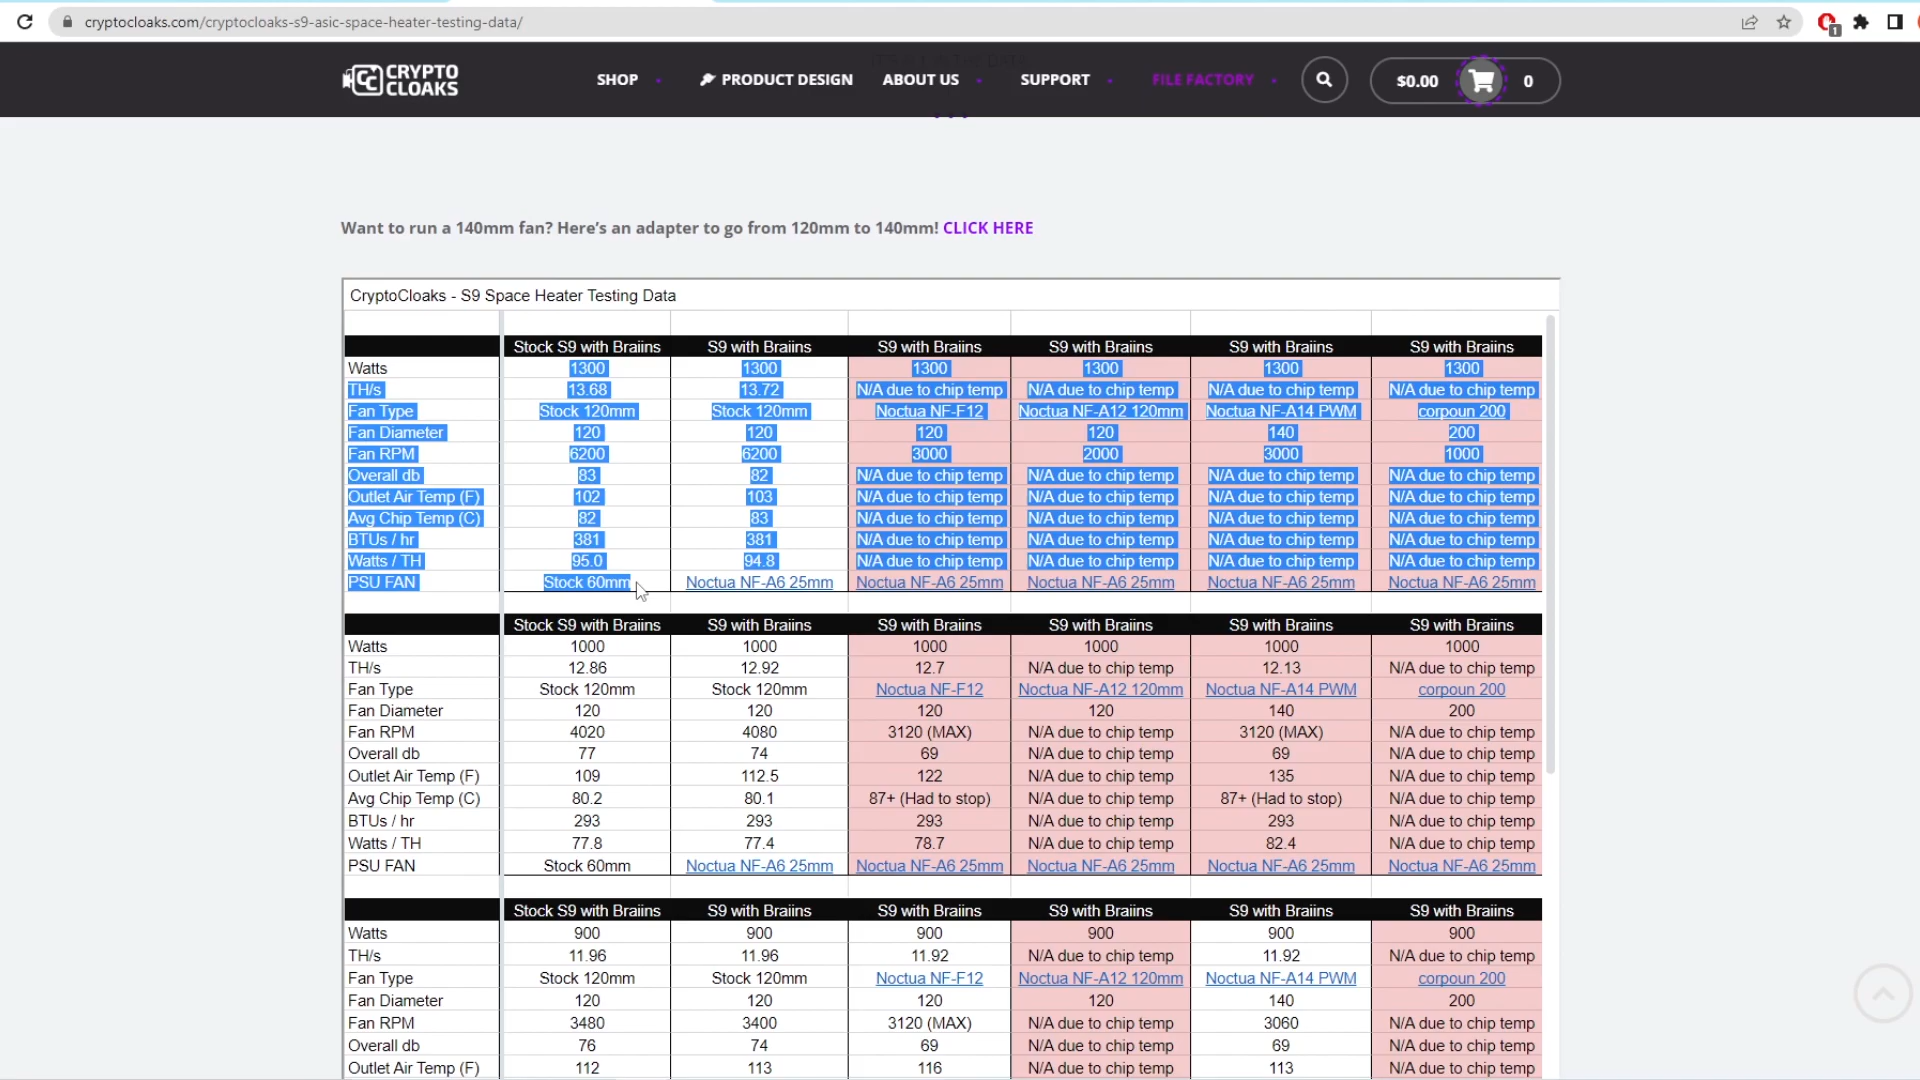 cryptocloaks.com/cryptocloaks-s9-asic-space-heater-testing-data/
1
CC CRYPTO CLOAKS
SHOP PRODUCT DESIGN ABOUT US SUPPORT FILE FACTORY $0.00 0
Want to run a 140mm fan? Here's an adapter to go from 120mm to 140mm! CLICK HERE
CryptoCloaks - S9 Space Heater Testing Data
Stock S9 with Braiins S9 with Braiins S9 with Braiins S9 with Braiins S9 with Braiins S9 with Braiins
Watts 1300 1300 1300 1300 1300 1300
TH/s 13.68 13.72 N/A due to chip temp N/A due to chip temp N/A due to chip temp N/A due to chip temp
Fan Type Stock 120mm Stock 120mm Noctua NF-F12 Noctua NF-A12 120mm Noctua NF-A14 PWM corpoun 200
Fan Diameter 120 120 120 120 140 200
Fan RPM 6200 6200 3000 2000 3000 1000
Overall db 83 82 N/A due to chip temp N/A due to chip temp N/A due to chip temp N/A due to chip temp
Outlet Air Temp (F) 102 103 N/A due to chip temp N/A due to chip temp N/A due to chip temp N/A due to chip temp
Avg Chip Temp (C) 82 83 N/A due to chip temp N/A due to chip temp N/A due to chip temp N/A due to chip temp
BTUs / hr 381 381 N/A due to chip temp N/A due to chip temp N/A due to chip temp N/A due to chip temp
Watts / TH 95.0 94.8 N/A due to chip temp N/A due to chip temp N/A due to chip temp N/A due to chip temp
PSU FAN Stock 60mm Noctua NF-A6 25mm Noctua NF-A6 25mm Noctua NF-A6 25mm Noctua NF-A6 25mm Noctua NF-A6 25mm
Stock S9 with Braiins S9 with Braiins S9 with Braiins S9 with Braiins S9 with Braiins S9 with Braiins
Watts 1000 1000 1000 1000 1000 1000
TH/s 12.86 12.92 12.7 N/A due to chip temp 12.13 N/A due to chip temp
Fan Type Stock 120mm Stock 120mm Noctua NF-F12 Noctua NF-A12 120mm Noctua NF-A14 PWM corpoun 200
Fan Diameter 120 120 120 120 140 200
Fan RPM 4020 4080 3120 (MAX) N/A due to chip temp 3120 (MAX) N/A due to chip temp
Overall db 77 74 69 N/A due to chip temp 69 N/A due to chip temp
Outlet Air Temp (F) 109 112.5 122 N/A due to chip temp 135 N/A due to chip temp
Avg Chip Temp (C) 80.2 80.1 87+ (Had to stop) N/A due to chip temp 87+ (Had to stop) N/A due to chip temp
BTUs / hr 293 293 293 N/A due to chip temp 293 N/A due to chip temp
Watts / TH 77.8 77.4 78.7 N/A due to chip temp 82.4 N/A due to chip temp
PSU FAN Stock 60mm Noctua NF-A6 25mm Noctua NF-A6 25mm Noctua NF-A6 25mm Noctua NF-A6 25mm Noctua NF-A6 25mm
Stock S9 with Braiins S9 with Braiins S9 with Braiins S9 with Braiins S9 with Braiins S9 with Braiins
Watts 900 900 900 900 900 900
TH/s 11.96 11.96 11.92 N/A due to chip temp 11.92 N/A due to chip temp
Fan Type Stock 120mm Stock 120mm Noctua NF-F12 Noctua NF-A12 120mm Noctua NF-A14 PWM corpoun 200
Fan Diameter 120 120 120 120 140 200
Fan RPM 3480 3400 3120 (MAX) N/A due to chip temp 3060 N/A due to chip temp
Overall db 76 74 69 N/A due to chip temp 69 N/A due to chip temp
Outlet Air Temp (F) 112 113 116 N/A due to chip temp 113 N/A due to chip temp